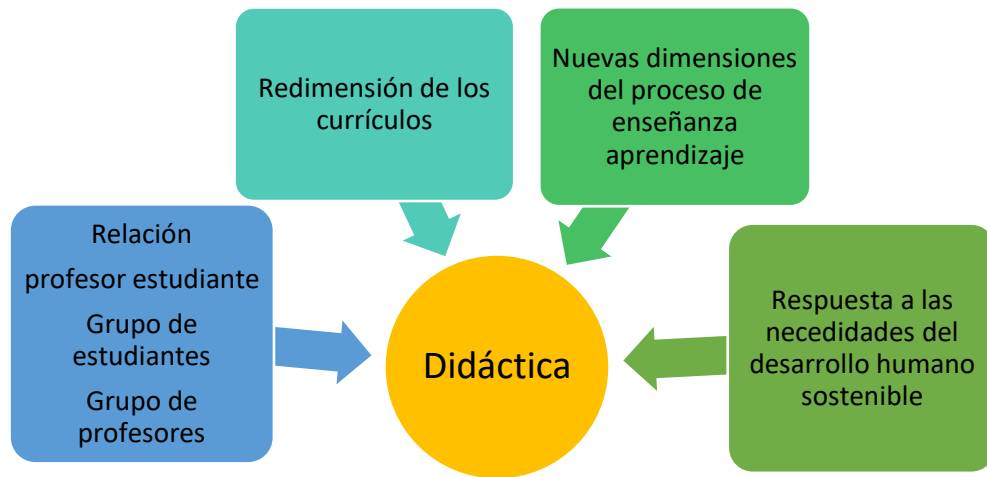 Redimensión de los
currículos
Nuevas dimensiones
del proceso de
enseñanza
aprendizaje
Relación
profesor estudiante
Grupo de
estudiantes
Grupo de
profesores
Didáctica
Respuesta a las
necedidades del
desarrollo humano
sostenible